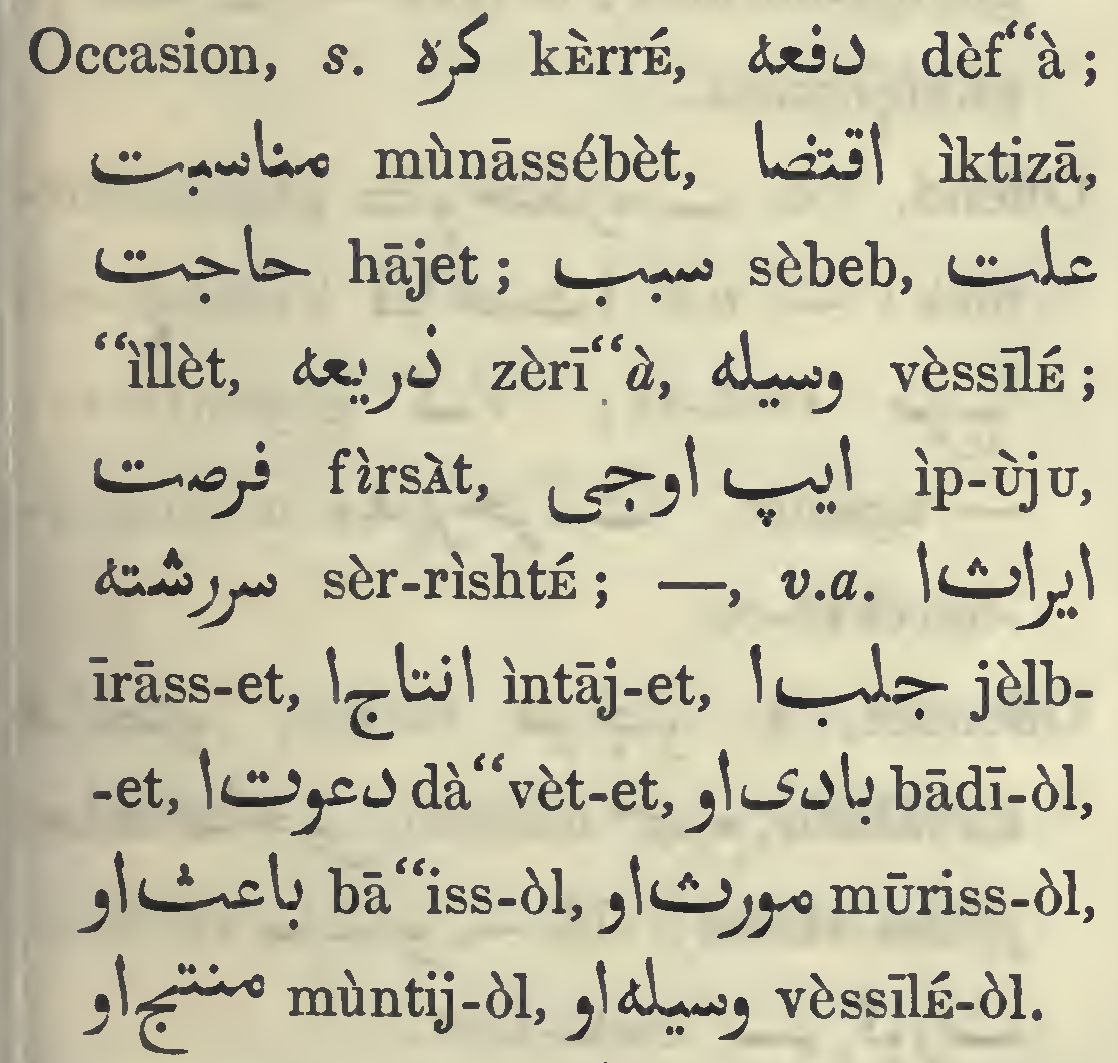 Occasion, s. كره kÈrrÉ, دفعه dèf“à ;
مناسبت mùnāssébèt, اقتضا ìktizā,
حاجت hājet ; سبب sèbeb, علت
“ìllèt, ذريعه zèrī“à, وسيله vèssīlÉ ;
فرصت fìrsÀt, ايپ اوجى ìp-ùju,
سررشته sèr-rìshtÉ ; —, v.a. ايراث ا
īrāss-et, انتاج ا ìntāj-et, جلب ا jèlb-
-et, دعوت ا dà“vèt-et, بادى او bādī-òl,
باعث او bā“iss-òl, مورث او mūriss-òl,
منتج او mùntij-òl, وسيله او vèssīlÉ-òl.